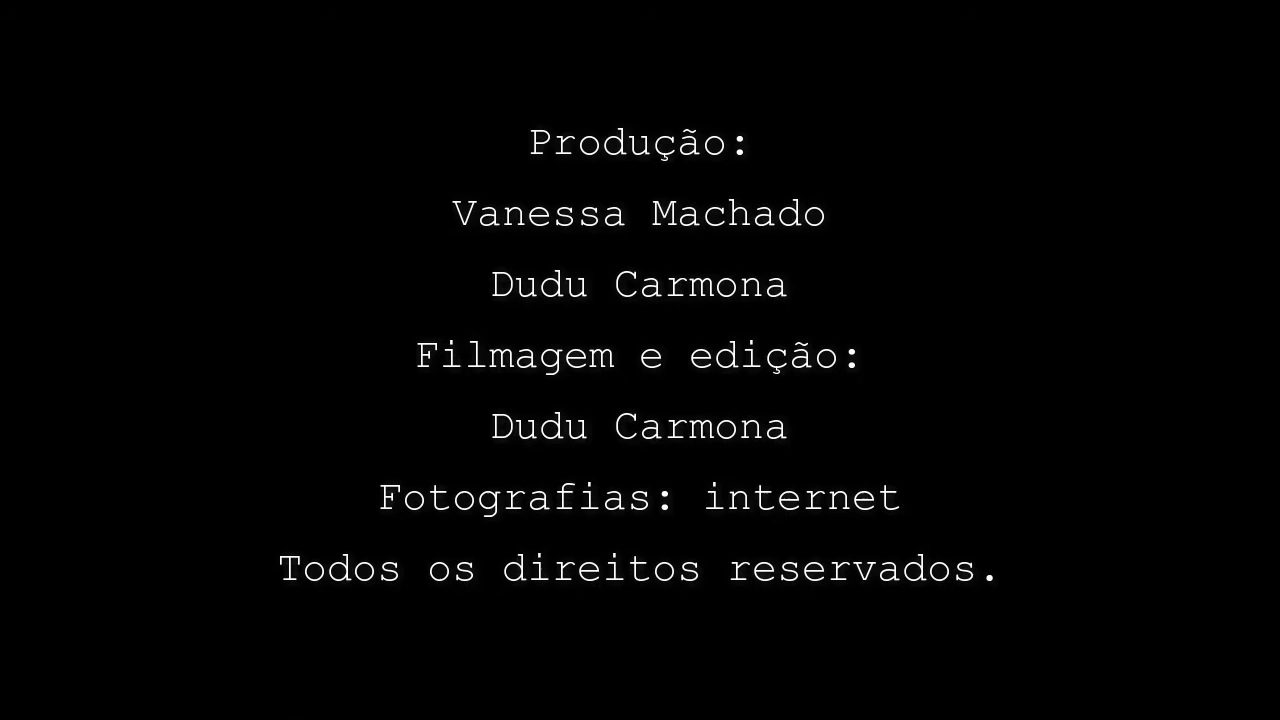 Produção:
Vanessa Machado
Dudu Carmona
Filmagem e edição:
Dudu Carmona
Fotografias: internet
Todos os direitos reservados.